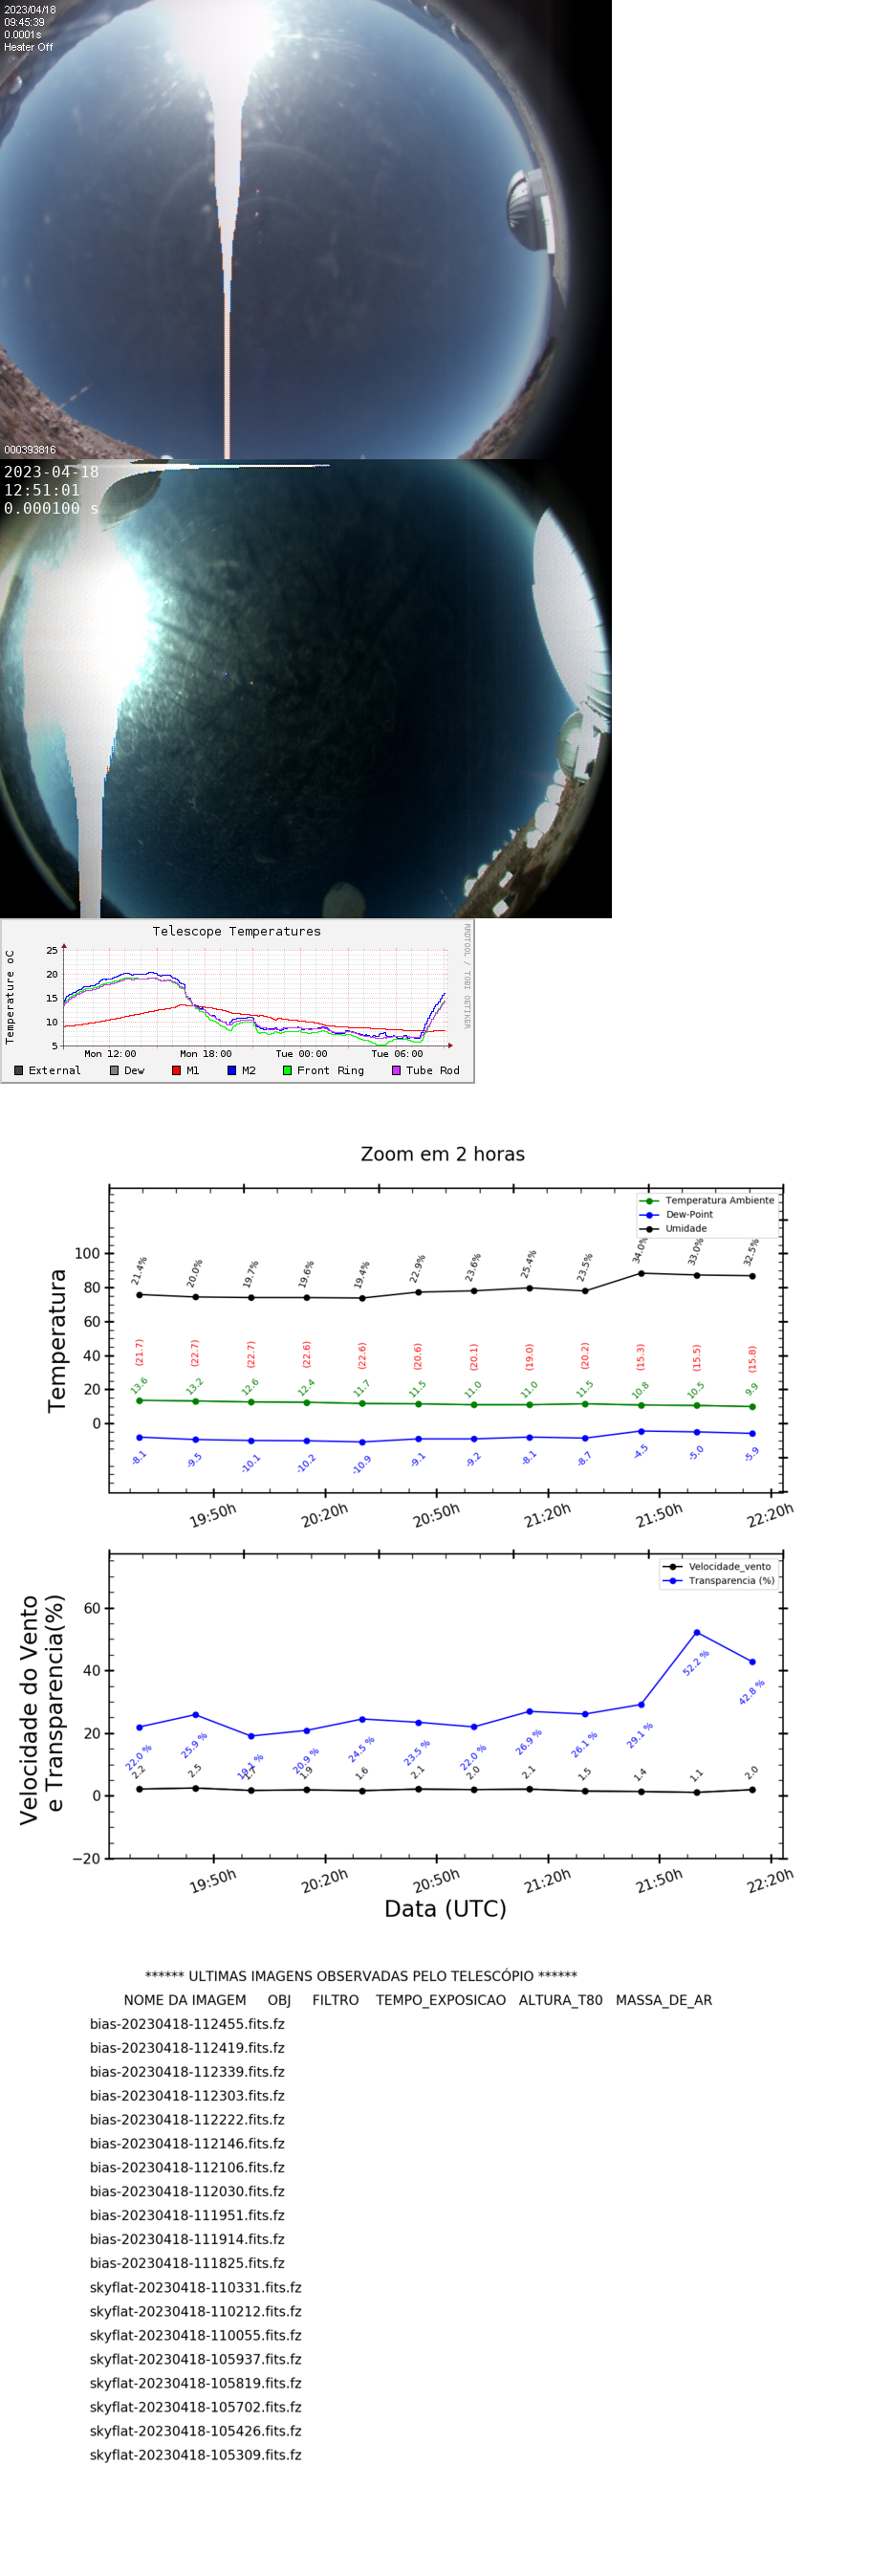 2023/04/18
09:45:39
0.0001s
Heater Off
000393816
2023-04-18
12:51:01
0.000100 s
Telescope Temperatures
RRDTOOL / TOBI OETIKER
Temperature oC
25
20
15
10
5
Mon 12:00 Mon 18:00 Tue 00:00 Tue 06:00
External Dew M1 M2 Front Ring Tube Rod
Zoom em 2 horas
Temperatura Ambiente
Dew-Point
Umidade
Temperatura
100
80
60
40
20
0
21.4% 20.0% 19.7% 19.6% 19.4% 22.9% 23.6% 25.4% 23.5% 34.0% 33.0% 32.5%
(21.7) (22.7) (22.7) (22.6) (22.6) (20.6) (20.1) (19.0) (20.2) (15.3) (15.5) (15.8)
13.6 13.2 12.6 12.4 11.7 11.5 11.0 11.0 11.5 10.8 10.5 9.9
-8.1 -9.5 -10.1 -10.2 -10.9 -9.1 -9.2 -8.1 -8.7 -4.5 -5.0 -5.9
19:50h 20:20h 20:50h 21:20h 21:50h 22:20h
Velocidade_vento
Transparencia (%)
Velocidade do Vento
e Transparencia(%)
60
40
20
0
−20
22.0 % 25.9 % 19.1 % 20.9 % 24.5 % 23.5 % 22.0 % 26.9 % 26.1 % 29.1 % 52.2 % 42.8 %
2.2 2.5 1.7 1.9 1.6 2.1 2.0 2.1 1.5 1.4 1.1 2.0
19:50h 20:20h 20:50h 21:20h 21:50h 22:20h
Data (UTC)
****** ULTIMAS IMAGENS OBSERVADAS PELO TELESCÓPIO ******
NOME DA IMAGEM OBJ FILTRO TEMPO_EXPOSICAO ALTURA_T80 MASSA_DE_AR
bias-20230418-112455.fits.fz
bias-20230418-112419.fits.fz
bias-20230418-112339.fits.fz
bias-20230418-112303.fits.fz
bias-20230418-112222.fits.fz
bias-20230418-112146.fits.fz
bias-20230418-112106.fits.fz
bias-20230418-112030.fits.fz
bias-20230418-111951.fits.fz
bias-20230418-111914.fits.fz
bias-20230418-111825.fits.fz
skyflat-20230418-110331.fits.fz
skyflat-20230418-110212.fits.fz
skyflat-20230418-110055.fits.fz
skyflat-20230418-105937.fits.fz
skyflat-20230418-105819.fits.fz
skyflat-20230418-105702.fits.fz
skyflat-20230418-105426.fits.fz
skyflat-20230418-105309.fits.fz